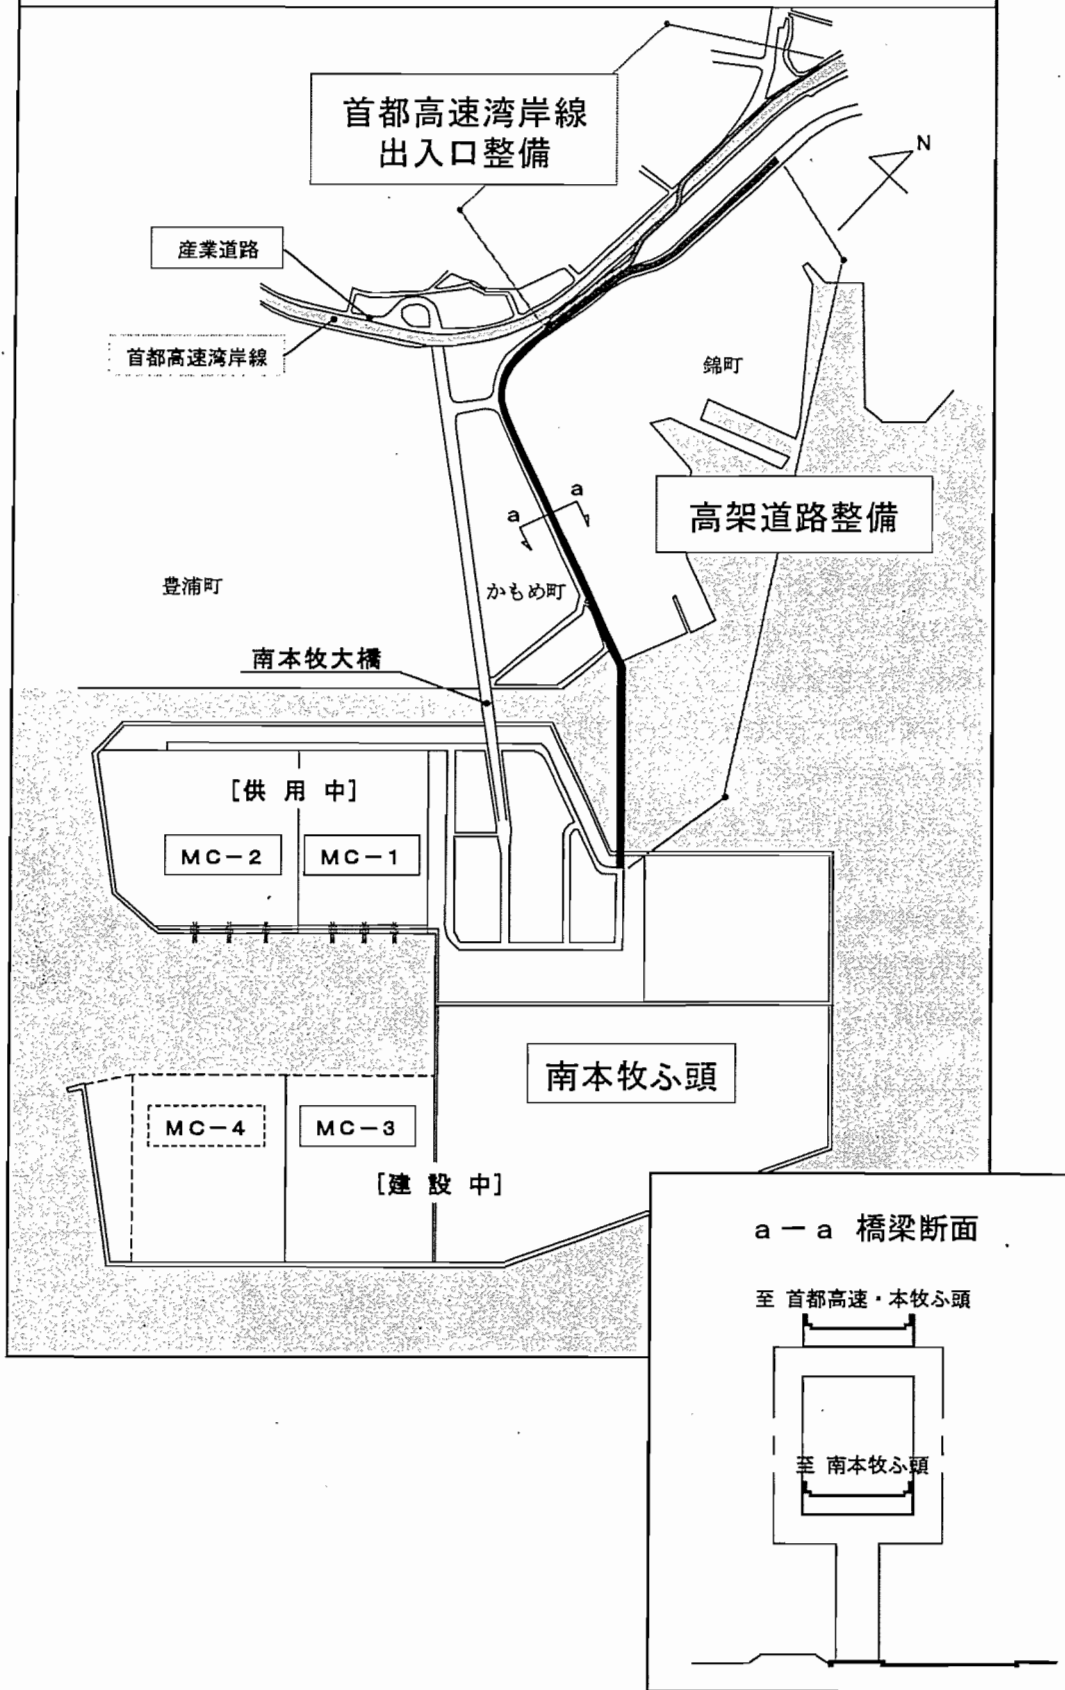 首都高速湾岸線
出入口整備
N
産業道路
首都高速湾岸線
錦町
a
a
高架道路整備
豊浦町
かもめ町
南本牧大橋
[供用中]
MC-2
MC-1
南本牧ふ頭
MC-4
MC-3
[建設中]
a-a 橋梁断面
至 首都高速・本牧ふ頭
至 南本牧ふ頭